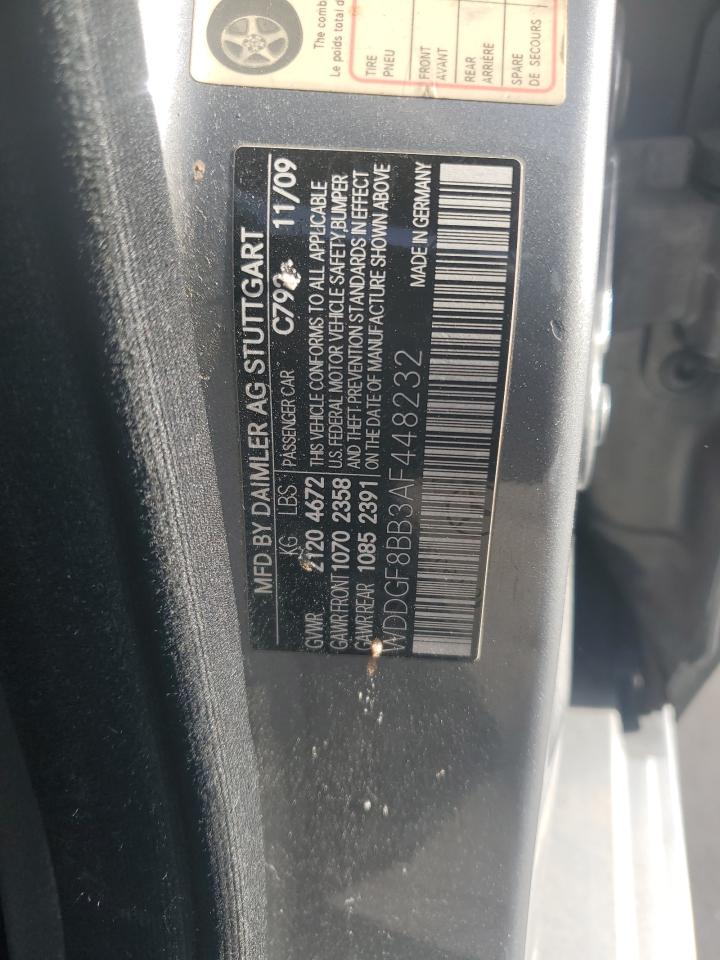 The comb
Le poids total d
TIRE
PNEU
FRONT
AVANT
REAR
ARRIÈRE
SPARE
DE SECOURS
MFD BY DAIMLER AG STUTTGART
KG LBS PASSENGER CAR 11/09
GVWR 2120 4672 THIS VEHICLE CONFORMS TO ALL APPLICABLE
GAWR FRONT 1070 2358 U.S. FEDERAL MOTOR VEHICLE SAFETY, BUMPER
GAWR REAR 1085 2391 AND THEFT PREVENTION STANDARDS IN EFFECT
ON THE DATE OF MANUFACTURE SHOWN ABOVE
WDDGF8BB3AF448232 MADE IN GERMANY